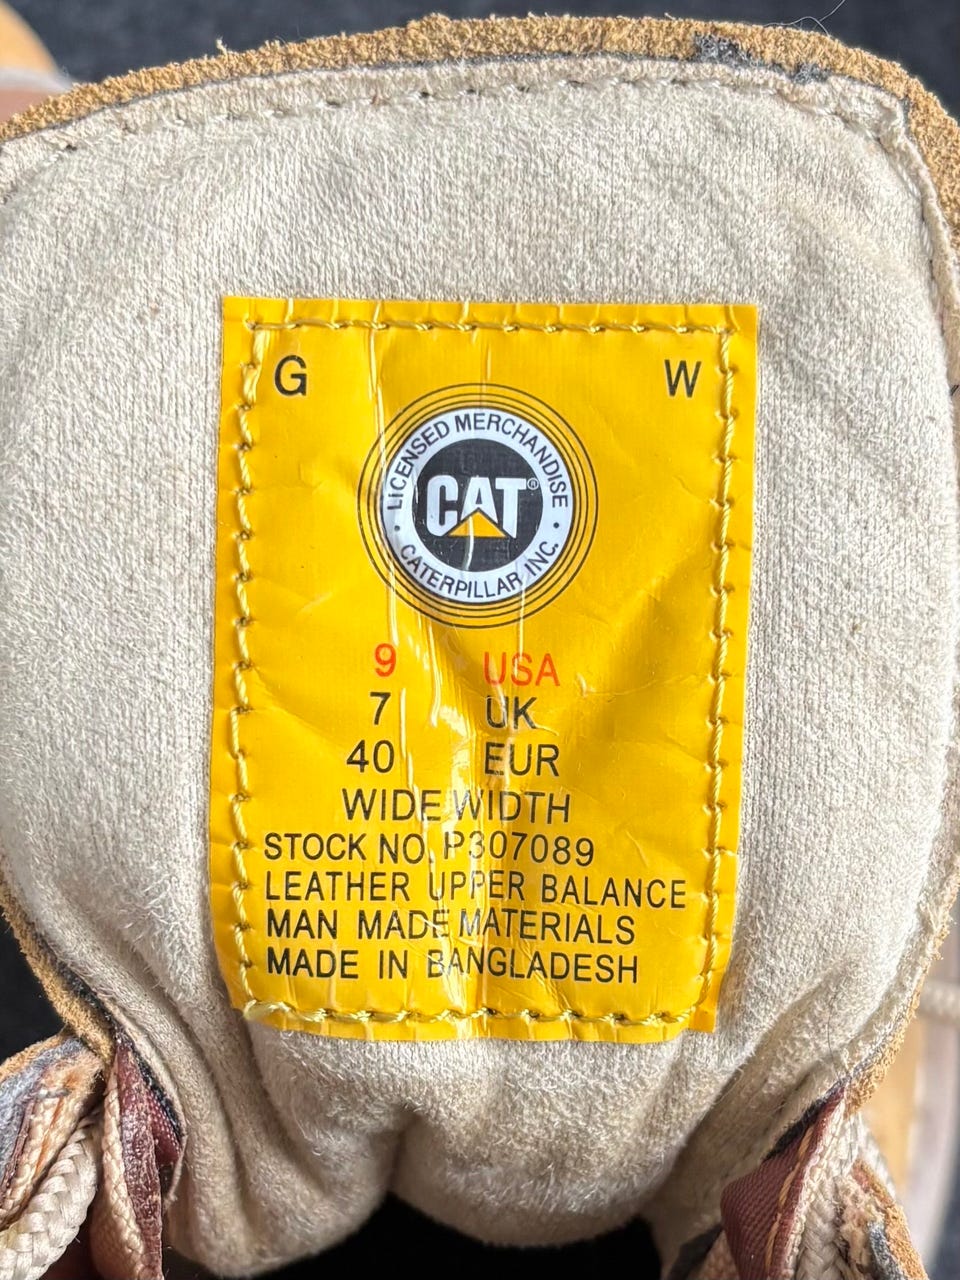 G W
LICENSED MERCHANDISE
CAT®
CATERPILLAR INC.
9 USA
7 UK
40 EUR
WIDE WIDTH
STOCK NO. P307089
LEATHER UPPER BALANCE
MAN MADE MATERIALS
MADE IN BANGLADESH